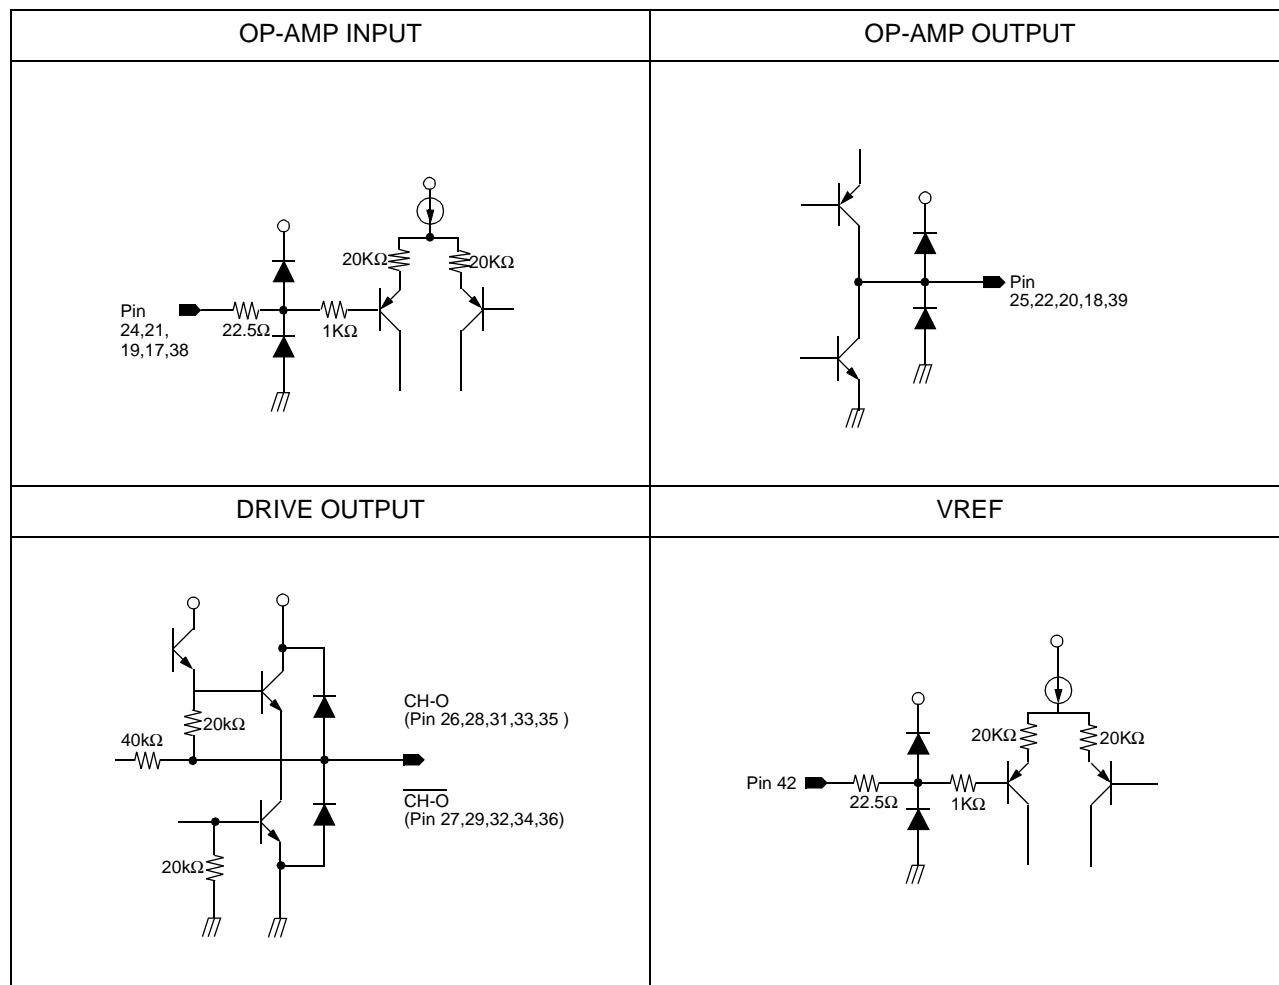 OP-AMP INPUT
OP-AMP OUTPUT
20KΩ
20KΩ
Pin
24,21,
19,17,38
22.5Ω
1KΩ
Pin
25,22,20,18,39
DRIVE OUTPUT
VREF
20kΩ
40kΩ
CH-O
(Pin 26,28,31,33,35 )
CH-O
(Pin 27,29,32,34,36)
20kΩ
20KΩ
20KΩ
Pin 42
22.5Ω
1KΩ